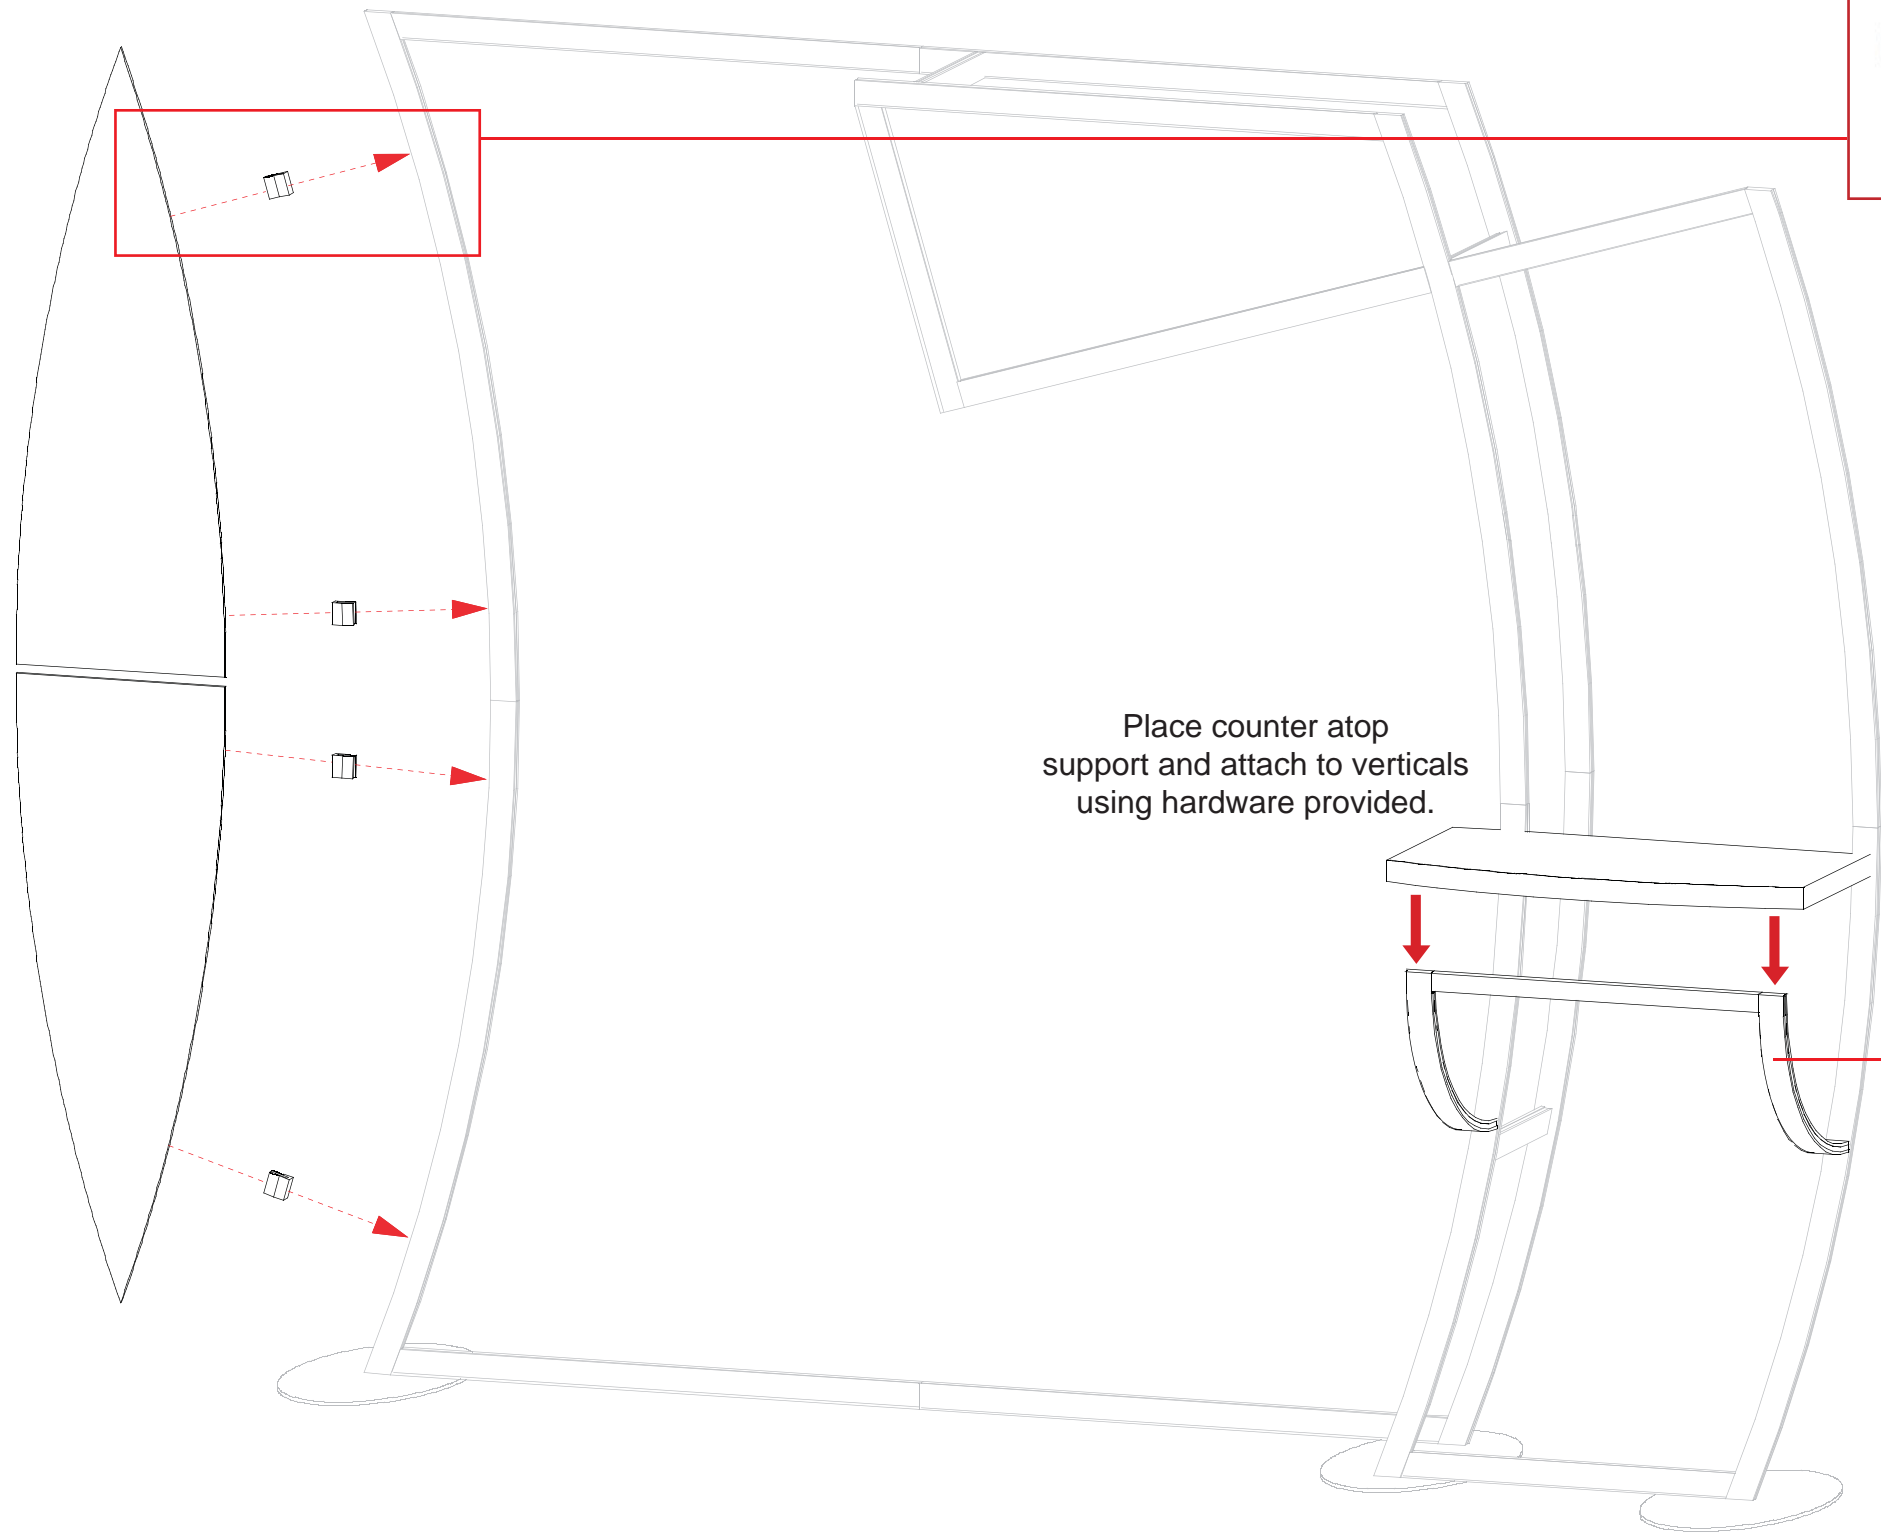 Place counter atop
support and attach to verticals
using hardware provided.